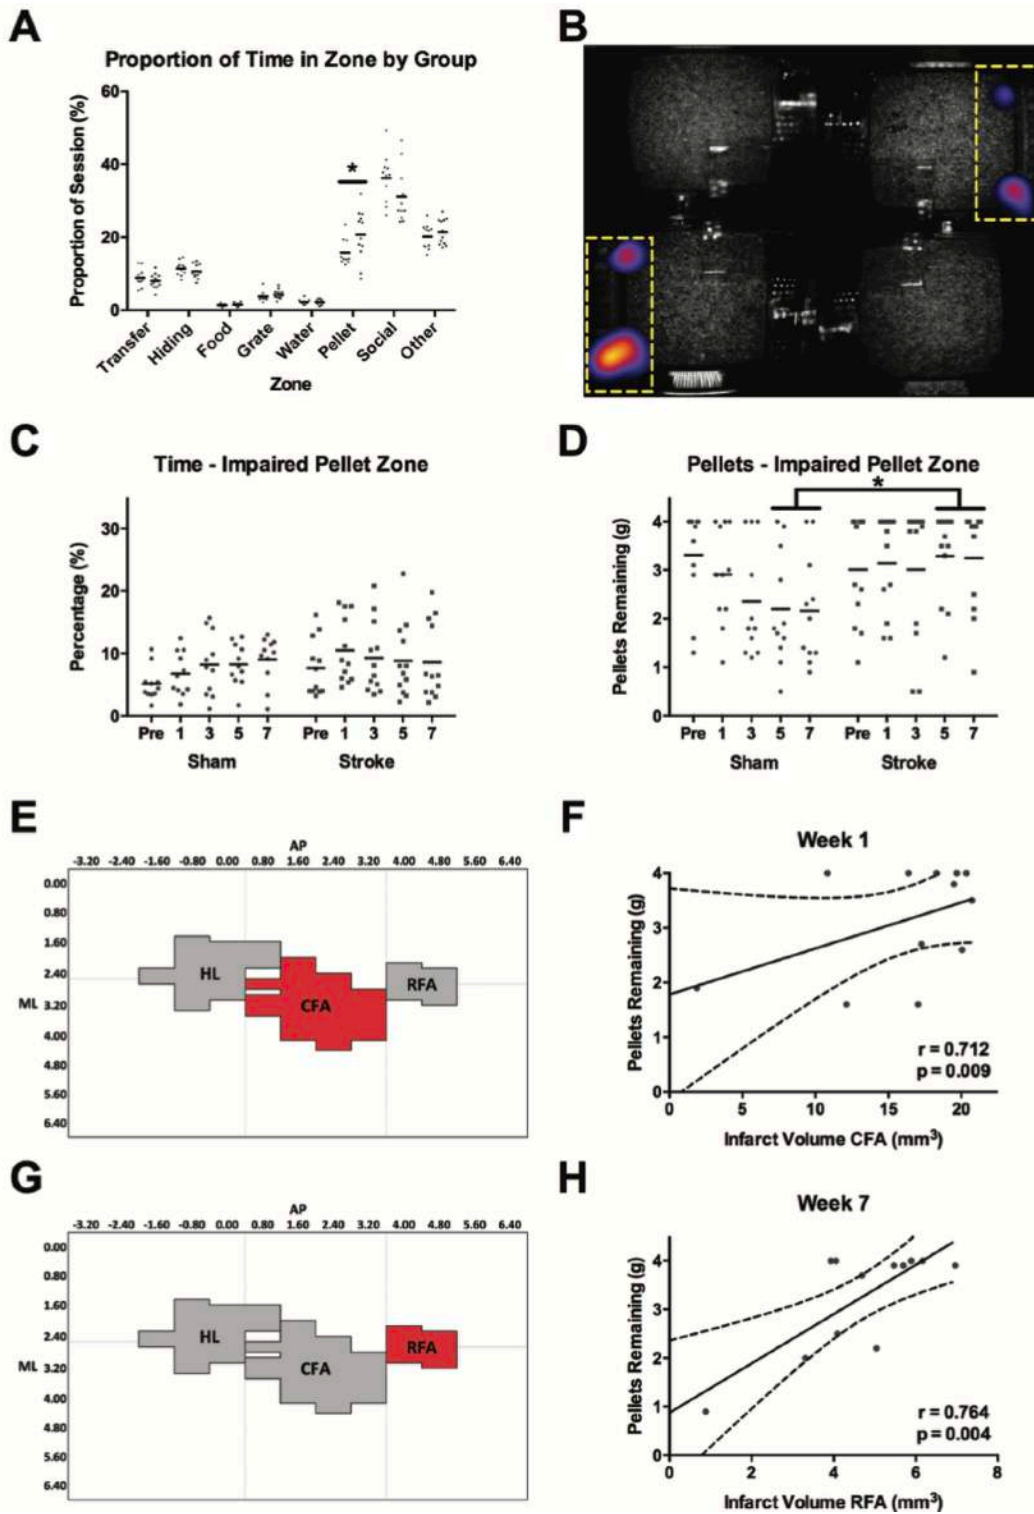 A
Proportion of Time in Zone by Group
Proportion of Session (%)
60
40
20
0
*
Transfer
Hiding
Food
Grate
Water
Pellet
Social
Other
Zone
B
C
Time - Impaired Pellet Zone
Percentage (%)
30
20
10
0
Pre 1 3 5 7 Pre 1 3 5 7
Sham Stroke
D
Pellets - Impaired Pellet Zone
*
Pellets Remaining (g)
4
3
2
1
0
Pre 1 3 5 7 Pre 1 3 5 7
Sham Stroke
E
AP
-3.20 -2.40 -1.60 -0.80 0.00 0.80 1.60 2.40 3.20 4.00 4.80 5.60 6.40
0.00
0.80
1.60
2.40
3.20
4.00
4.80
5.60
6.40
ML
HL
CFA
RFA
F
Week 1
Pellets Remaining (g)
4
3
2
1
0
r = 0.712
p = 0.009
0 5 10 15 20
Infarct Volume CFA (mm³)
G
AP
-3.20 -2.40 -1.60 -0.80 0.00 0.80 1.60 2.40 3.20 4.00 4.80 5.60 6.40
0.00
0.80
1.60
2.40
3.20
4.00
4.80
5.60
6.40
ML
HL
CFA
RFA
H
Week 7
Pellets Remaining (g)
4
3
2
1
0
r = 0.764
p = 0.004
0 2 4 6 8
Infarct Volume RFA (mm³)